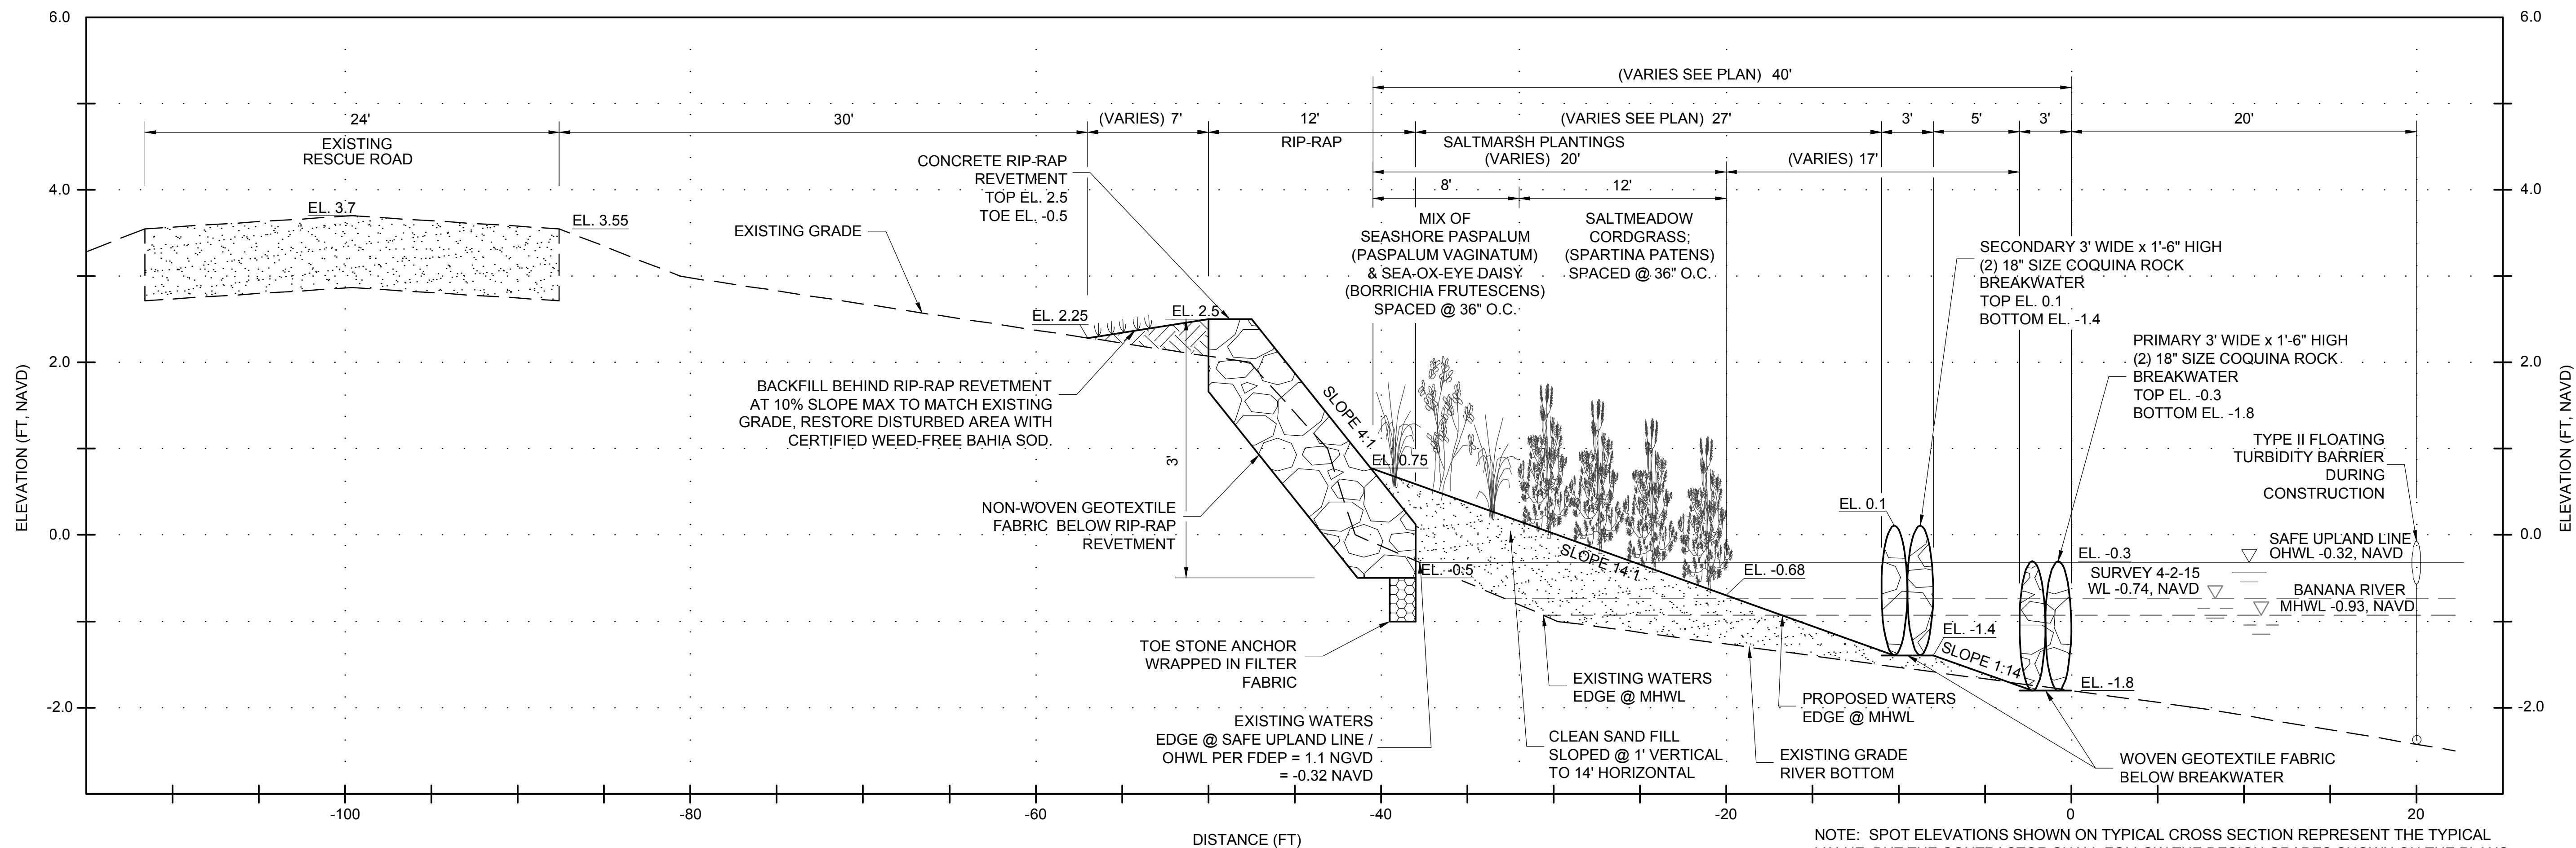 6.0
6.0
(VARIES SEE PLAN) 40'
24'
30'
(VARIES) 7'
12'
(VARIES SEE PLAN) 27'
3'
5'
3'
20'
EXISTING
RESCUE ROAD
RIP-RAP
SALTMARSH PLANTINGS
(VARIES) 20'
(VARIES) 17'
CONCRETE RIP-RAP
REVETMENT
TOP EL. 2.5
TOE EL. -0.5
8'
12'
4.0
4.0
EL. 3.7
EL. 3.55
EXISTING GRADE
MIX OF
SEASHORE PASPALUM
(PASPALUM VAGINATUM)
& SEA-OX-EYE DAISY
(BORRICHIA FRUTESCENS)
SPACED @ 36" O.C.
SALTMEADOW
CORDGRASS;
(SPARTINA PATENS)
SPACED @ 36" O.C.
SECONDARY 3' WIDE x 1'-6" HIGH
(2) 18" SIZE COQUINA ROCK
BREAKWATER
TOP EL. 0.1
BOTTOM EL. -1.4
EL. 2.25
EL. 2.5
PRIMARY 3' WIDE x 1'-6" HIGH
(2) 18" SIZE COQUINA ROCK
BREAKWATER
TOP EL. -0.3
BOTTOM EL. -1.8
2.0
2.0
ELEVATION (FT, NAVD)
ELEVATION (FT, NAVD)
BACKFILL BEHIND RIP-RAP REVETMENT
AT 10% SLOPE MAX TO MATCH EXISTING
GRADE, RESTORE DISTURBED AREA WITH
CERTIFIED WEED-FREE BAHIA SOD.
SLOPE 4:1
3'
EL. 0.75
TYPE II FLOATING
TURBIDITY BARRIER
DURING
CONSTRUCTION
NON-WOVEN GEOTEXTILE
FABRIC BELOW RIP-RAP
REVETMENT
EL. 0.1
0.0
0.0
SLOPE 14:1
EL. -0.5
EL. -0.68
EL. -0.3
SAFE UPLAND LINE
OHWL -0.32, NAVD
SURVEY 4-2-15
WL -0.74, NAVD
BANANA RIVER
MHWL -0.93, NAVD
EL. -1.4
SLOPE 1:14
EL. -1.8
TOE STONE ANCHOR
WRAPPED IN FILTER
FABRIC
EXISTING WATERS
EDGE @ MHWL
PROPOSED WATERS
EDGE @ MHWL
-2.0
-2.0
EXISTING WATERS
EDGE @ SAFE UPLAND LINE /
OHWL PER FDEP = 1.1 NGVD
= -0.32 NAVD
CLEAN SAND FILL
SLOPED @ 1' VERTICAL
TO 14' HORIZONTAL
EXISTING GRADE
RIVER BOTTOM
WOVEN GEOTEXTILE FABRIC
BELOW BREAKWATER
-100
-80
-60
-40
-20
0
20
DISTANCE (FT)
NOTE: SPOT ELEVATIONS SHOWN ON TYPICAL CROSS SECTION REPRESENT THE TYPICAL